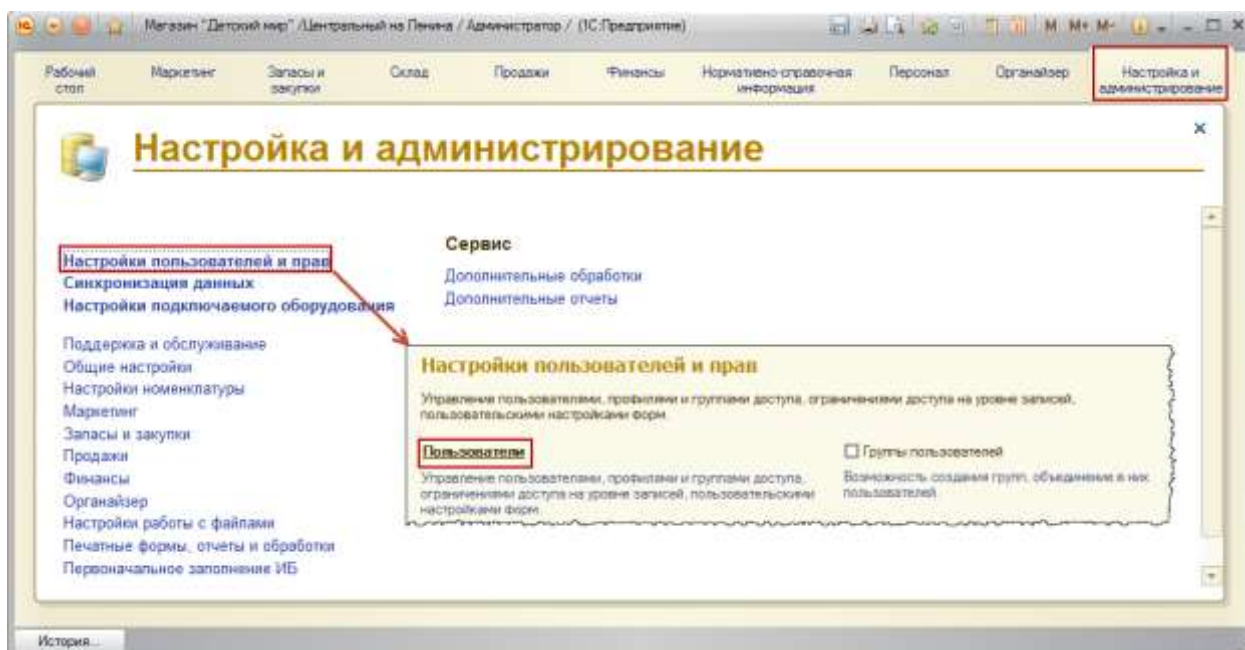 Магазин "Детский мир" /Центральный на Ленина / Администратор / (1С:Предприятие)
M M+ M-
Рабочий стол
Маркетинг
Запасы и закупки
Склад
Продажи
Финансы
Нормативно-справочная информация
Персонал
Органайзер
Настройка и администрирование
Настройка и администрирование
Настройки пользователей и прав
Синхронизация данных
Настройки подключаемого оборудования
Поддержка и обслуживание
Общие настройки
Настройки номенклатуры
Маркетинг
Запасы и закупки
Продажи
Финансы
Органайзер
Настройки работы с файлами
Печатные формы, отчеты и обработки
Первоначальное заполнение ИБ
Сервис
Дополнительные обработки
Дополнительные отчеты
Настройки пользователей и прав
Управление пользователями, профилями и группами доступа, ограничениями доступа на уровне записей,
пользовательскими настройками форм.
Пользователи
Управление пользователями, профилями и группами доступа,
ограничениями доступа на уровне записей, пользовательскими
настройками форм.
Группы пользователей
Возможность создания групп, объединение в них
пользователей.
История...